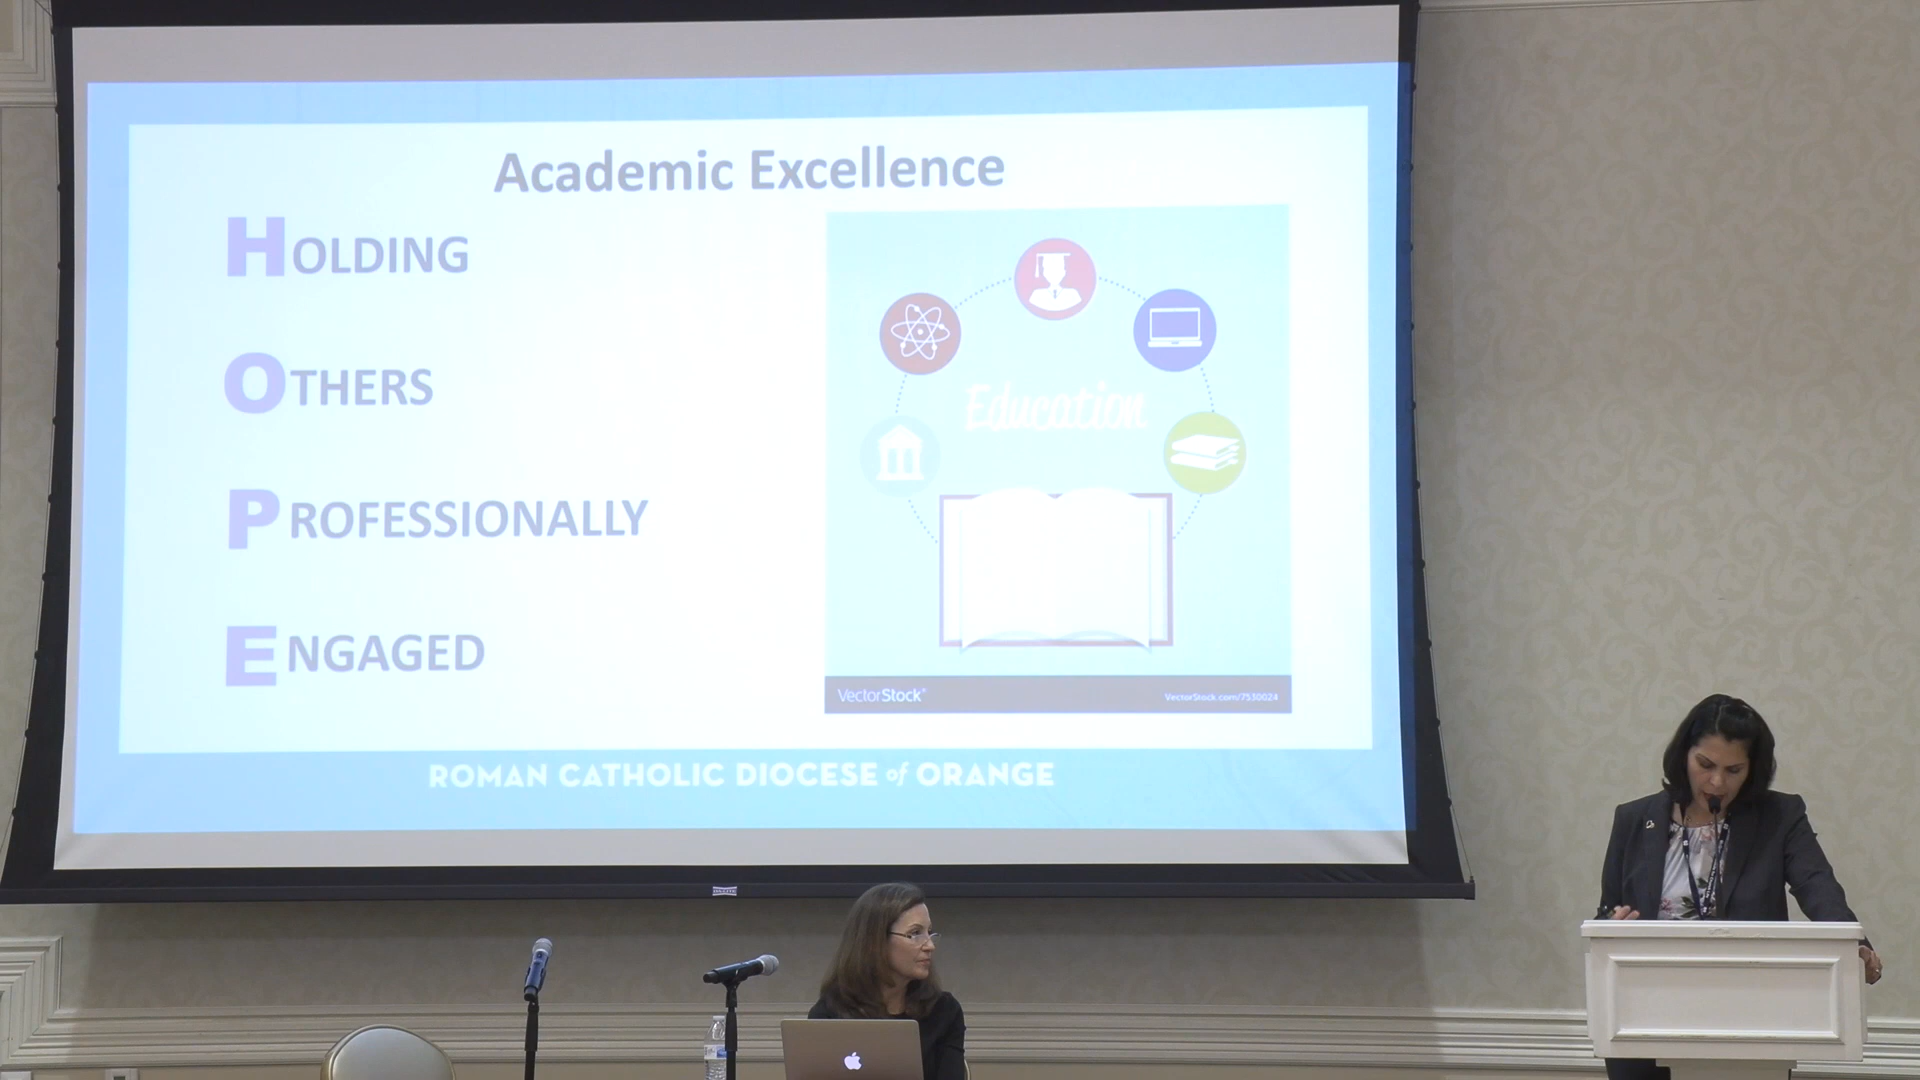 Academic Excellence
HOLDING
OTHERS
PROFESSIONALLY
ENGAGED
Education
VectorStock®
VectorStock.com/7530024
ROMAN CATHOLIC DIOCESE of ORANGE